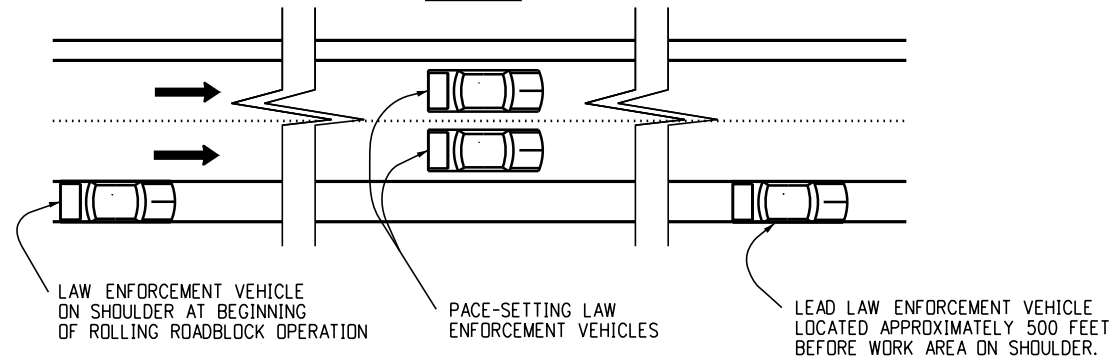 LAW ENFORCEMENT VEHICLE
ON SHOULDER AT BEGINNING
OF ROLLING ROADBLOCK OPERATION
PACE-SETTING LAW
ENFORCEMENT VEHICLES
LEAD LAW ENFORCEMENT VEHICLE
LOCATED APPROXIMATELY 500 FEET
BEFORE WORK AREA ON SHOULDER.